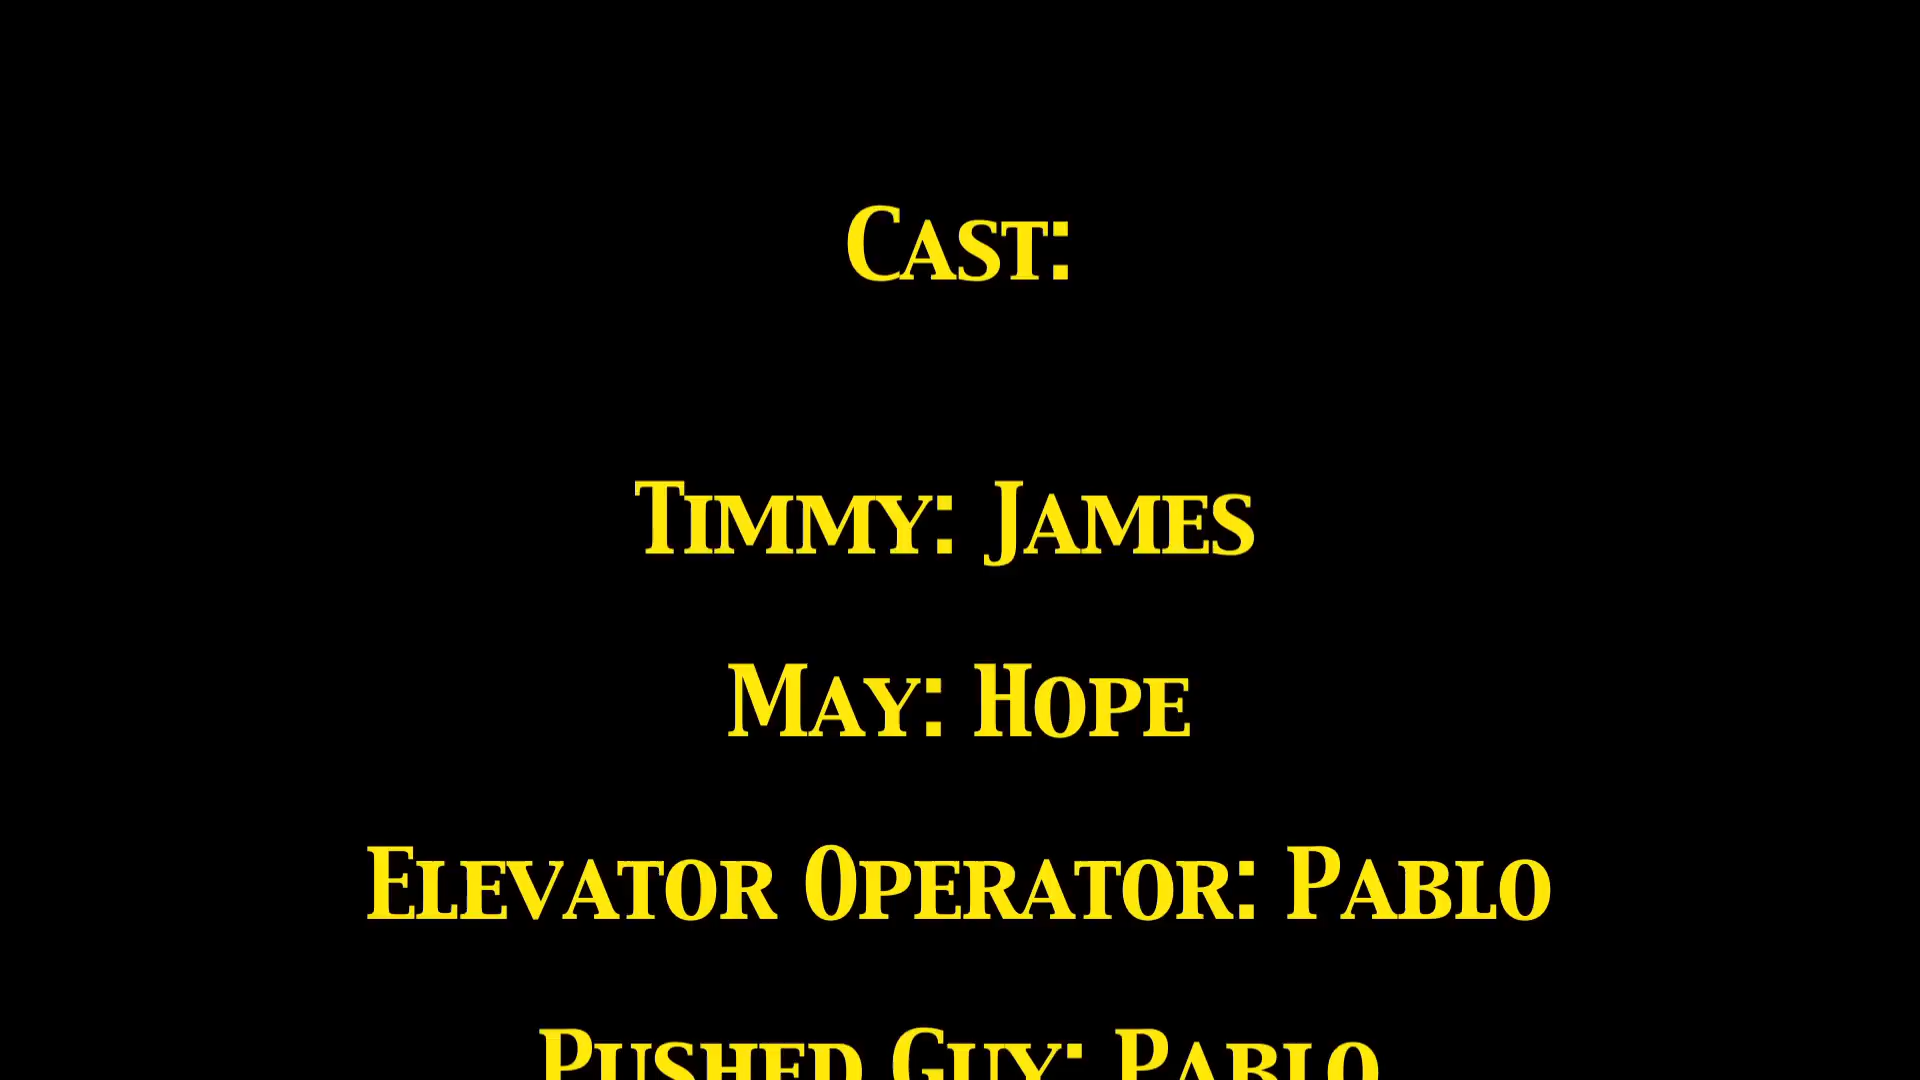 Cast:
Timmy: James
May: Hope
Elevator Operator: Pablo
Pushed Guy: Pablo